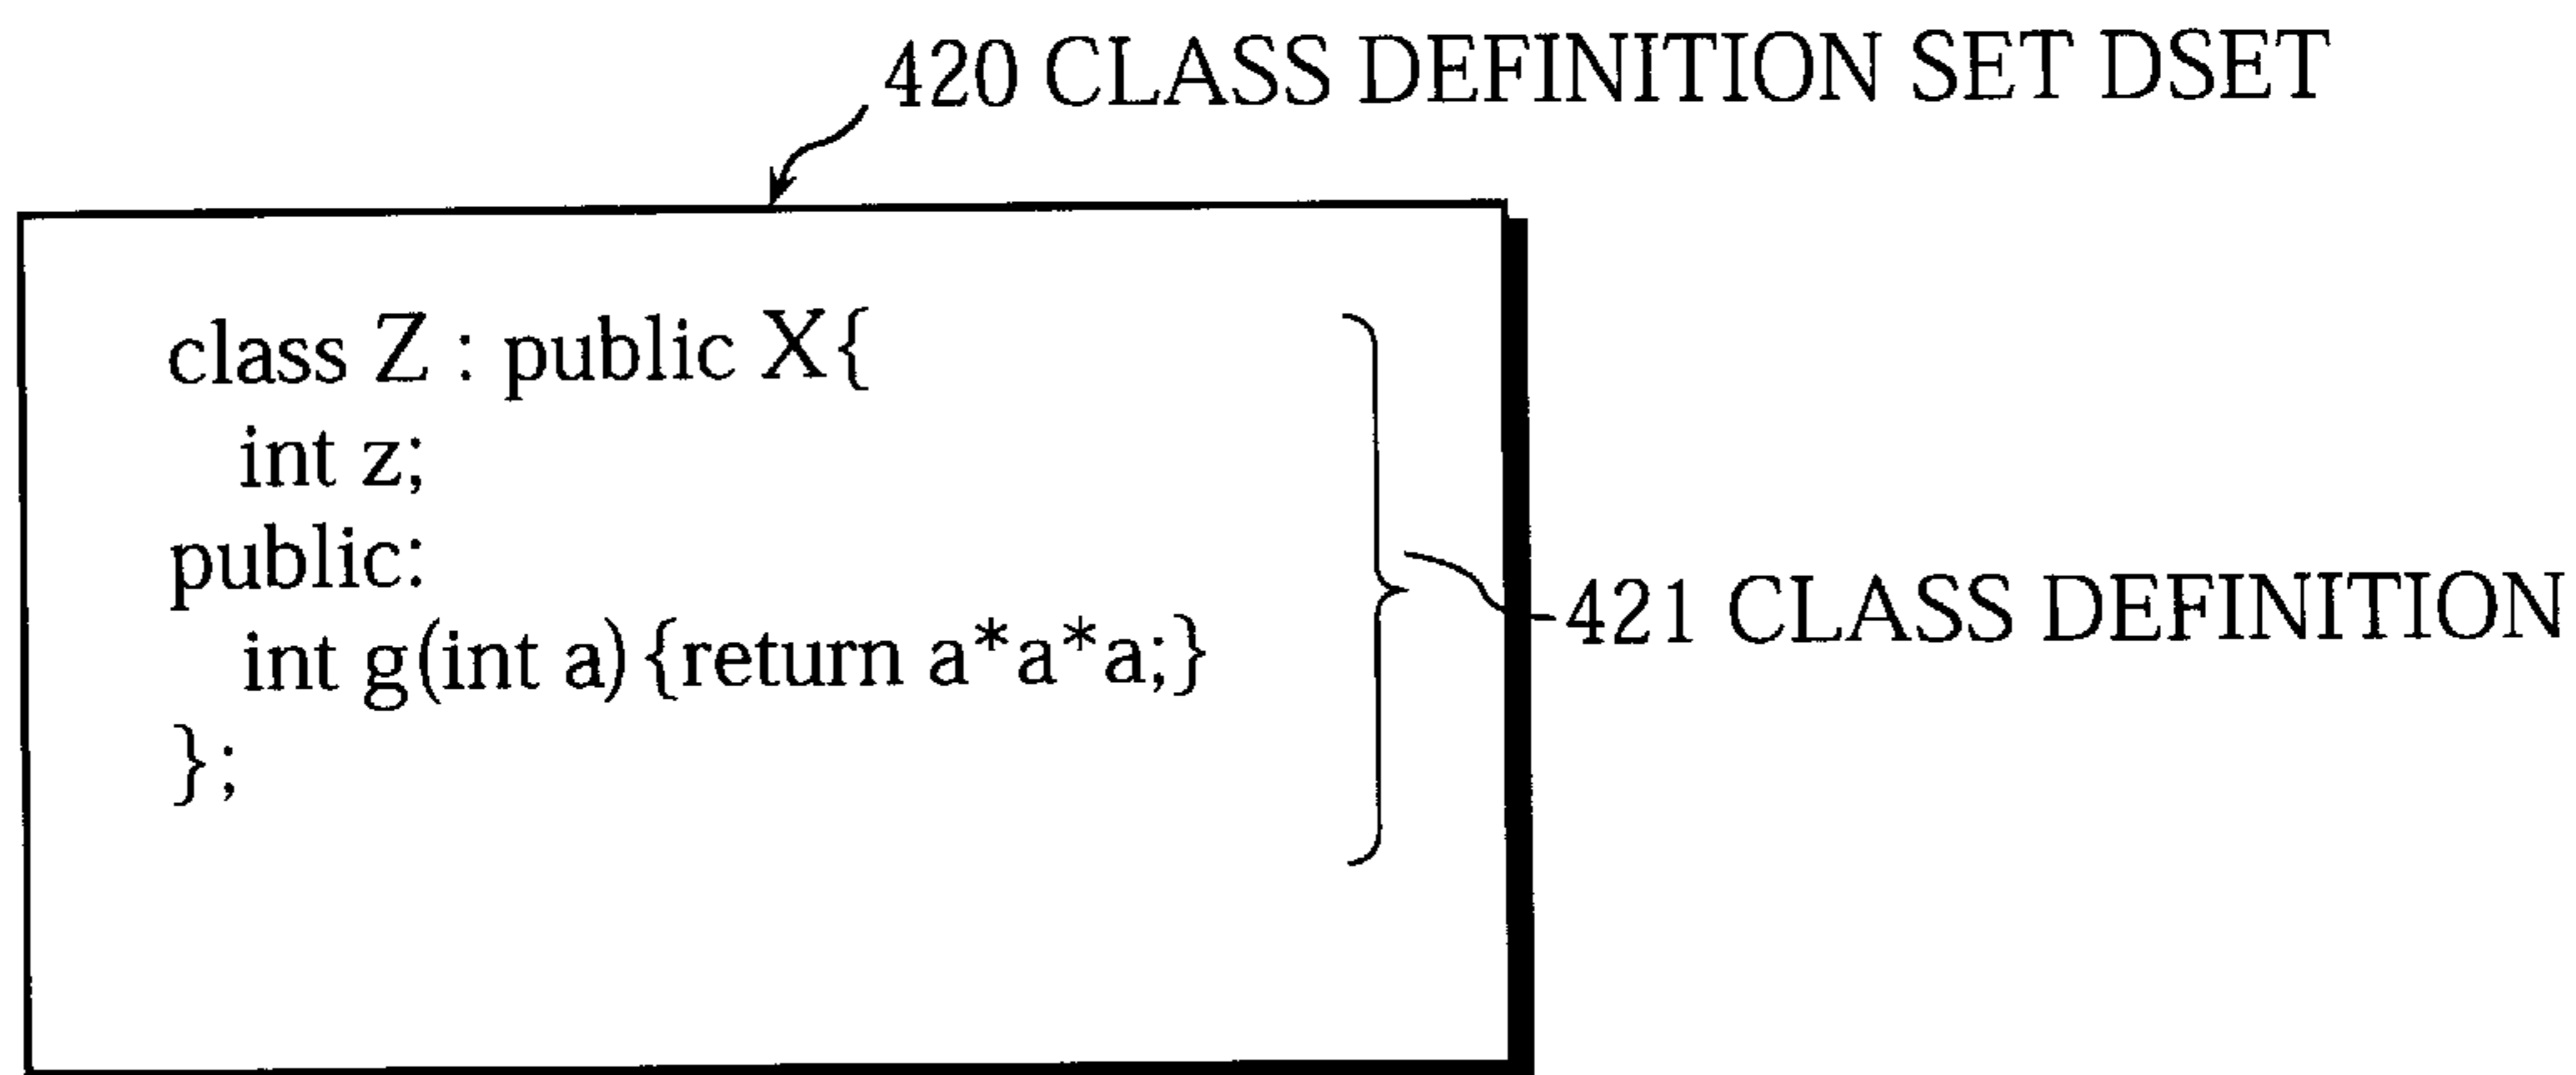 420 CLASS DEFINITION SET DSET
class Z : public X{
int z;
public:
int g(int a){return a*a*a;}
};
421 CLASS DEFINITION